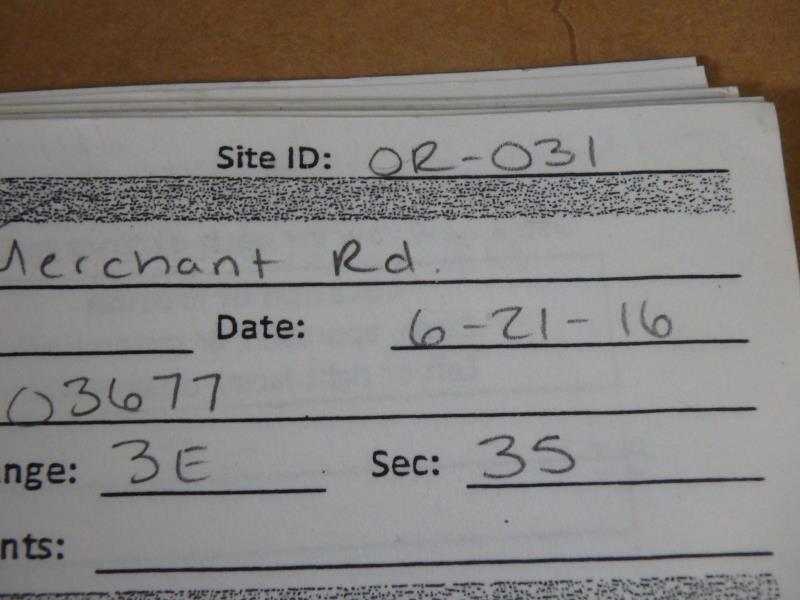 Site ID: OR-031
Merchant Rd.
Date: 6-21-16
03677
nge: 3E Sec: 35
nts: